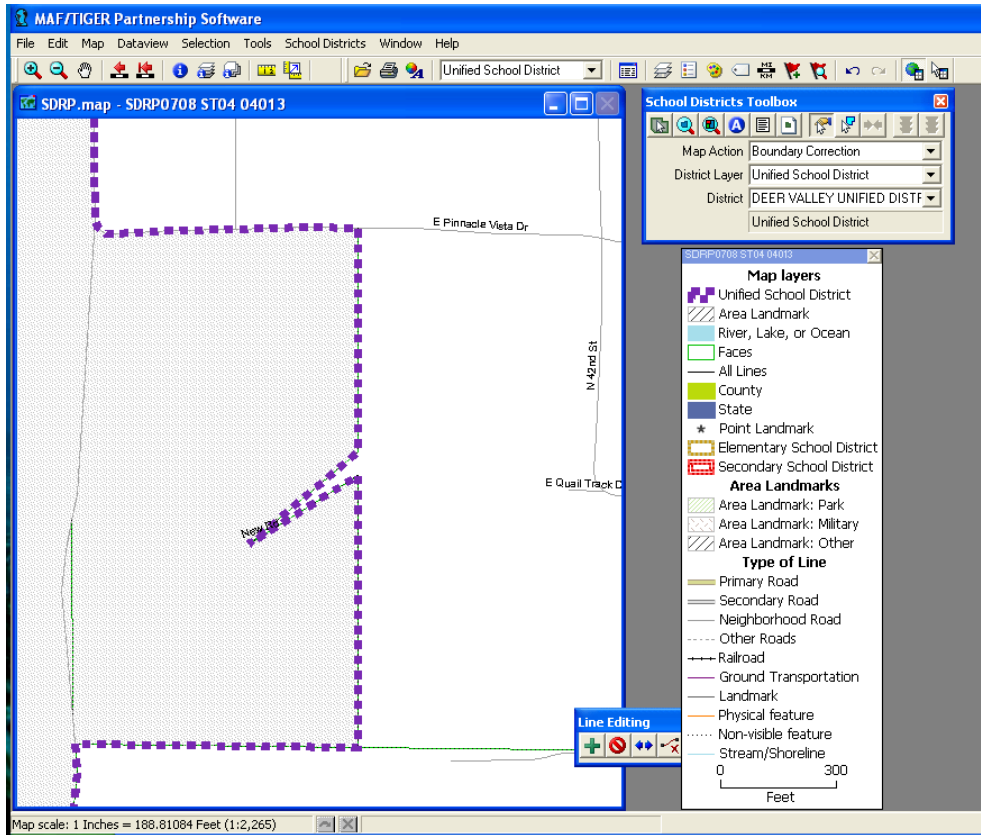 MAF/TIGER Partnership Software
File Edit Map Dataview Selection Tools School Districts Window Help
Unified School District
SDRP.map - SDRP0708 ST04 04013
E Pinnacle Vista Dr
N 42nd St
E Quail Track D
New Rd
School Districts Toolbox
Map Action Boundary Correction
District Layer Unified School District
District DEER VALLEY UNIFIED DISTF
Unified School District
SDRP0708 ST04 04013
Map layers
Unified School District
Area Landmark
River, Lake, or Ocean
Faces
All Lines
County
State
Point Landmark
Elementary School District
Secondary School District
Area Landmarks
Area Landmark: Park
Area Landmark: Military
Area Landmark: Other
Type of Line
Primary Road
Secondary Road
Neighborhood Road
Other Roads
Railroad
Ground Transportation
Landmark
Physical feature
Non-visible feature
Stream/Shoreline
0 300
Feet
Line Editing
Map scale: 1 Inches = 188.81084 Feet (1:2,265)